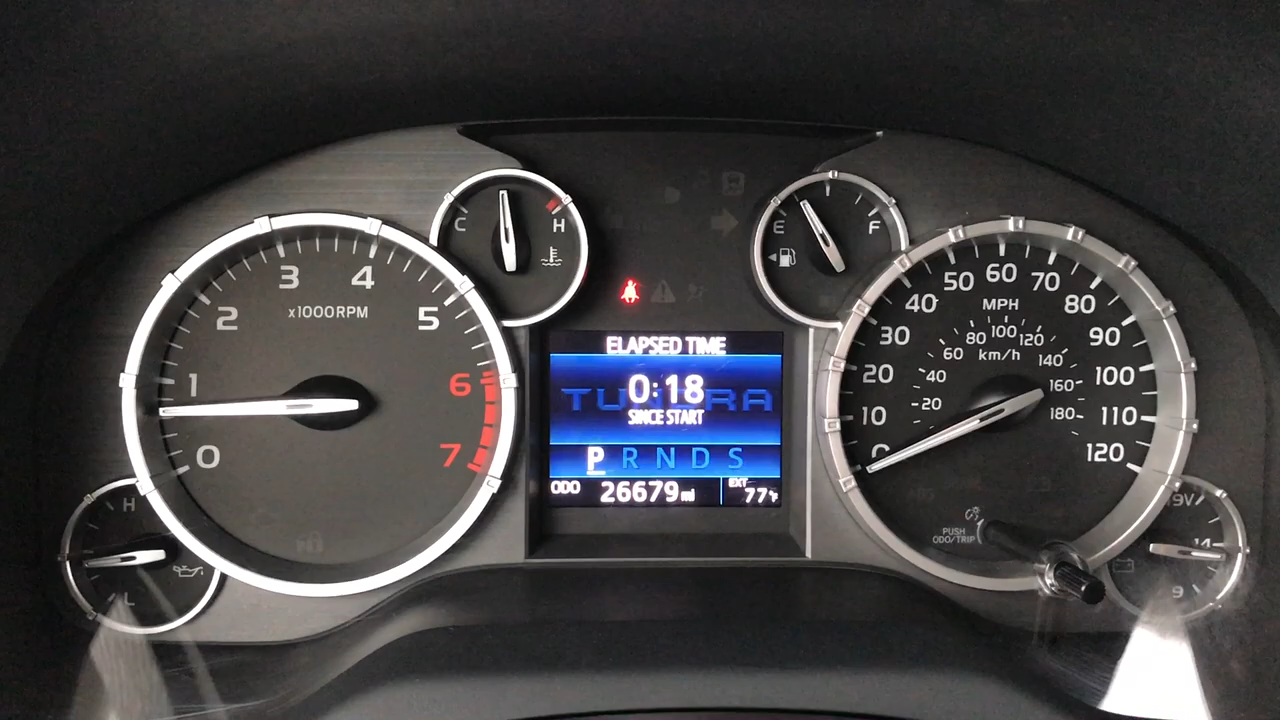 C
H
E
F
0
1
2
3
4
5
6
7
x1000RPM
ELAPSED TIME
TUNDRA
0:18
SINCE START
P R N D S
ODO 26679 mi
EXT 77°F
0
10
20
30
40
50
60
70
80
90
100
110
120
MPH
20
40
60
80
100
120
140
160
180
km/h
PUSH
ODO/TRIP
H
L
19V
14
9